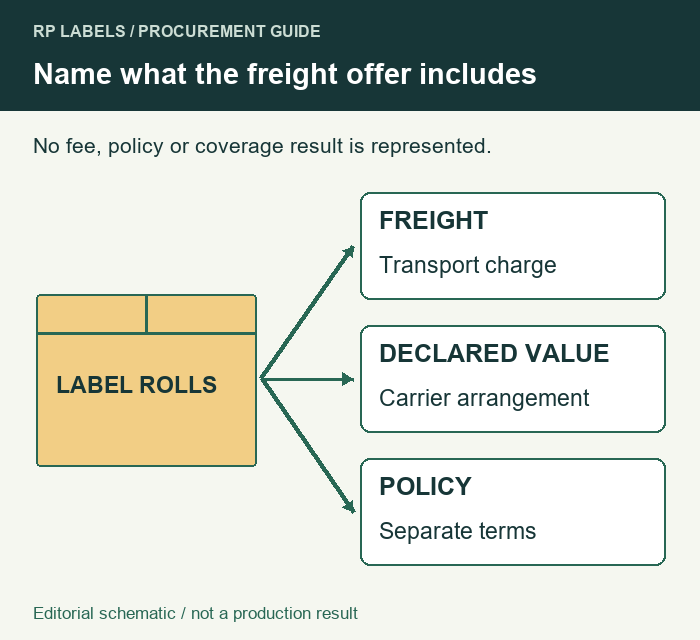 RP LABELS / PROCUREMENT GUIDE
Name what the freight offer includes
No fee, policy or coverage result is represented.
LABEL ROLLS
FREIGHT
Transport charge
DECLARED VALUE
Carrier arrangement
POLICY
Separate terms
Editorial schematic / not a production result